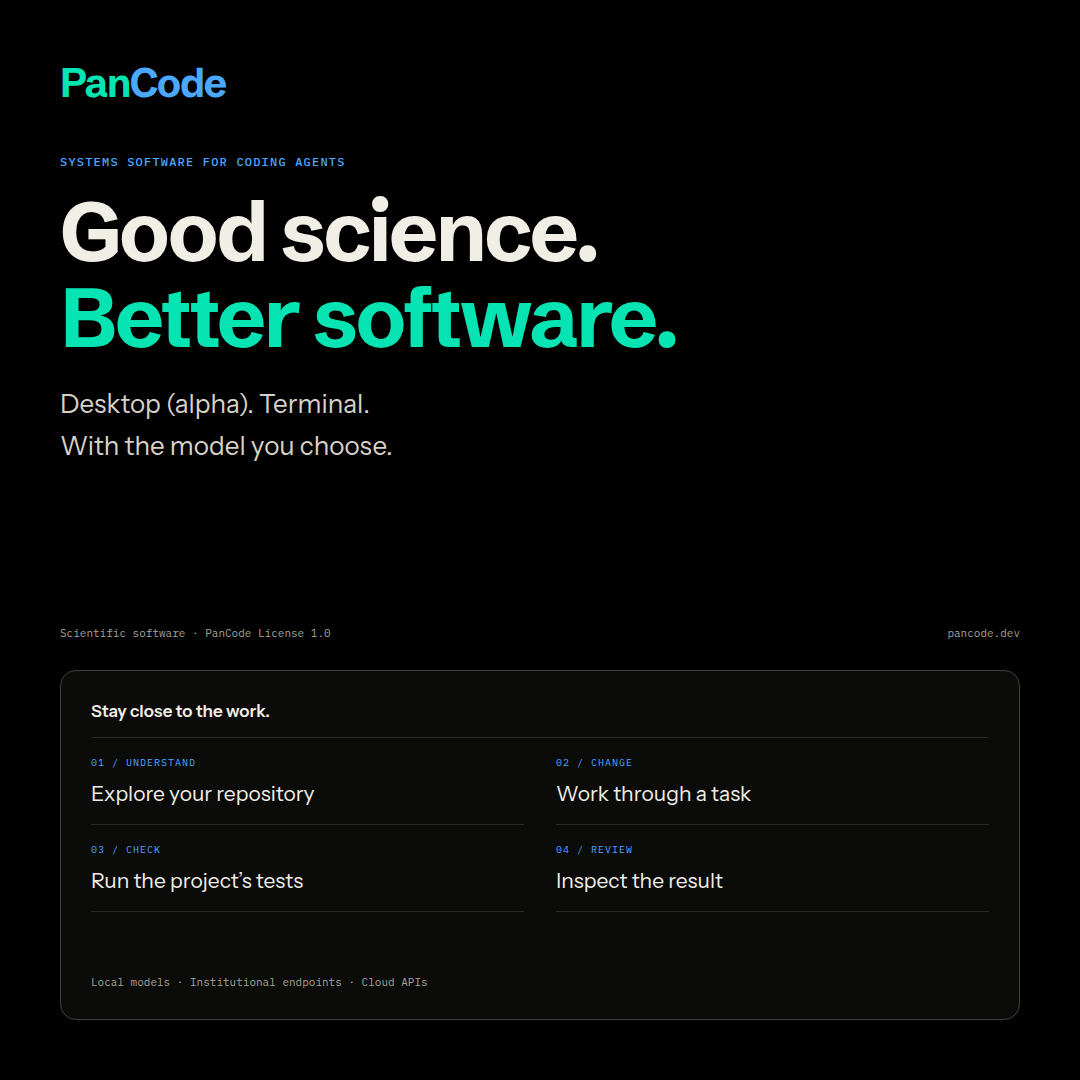 PanCode
SYSTEMS SOFTWARE FOR CODING AGENTS
Good science.
Better software.
Desktop (alpha). Terminal.
With the model you choose.
Scientific software · PanCode License 1.0
pancode.dev
Stay close to the work.
01 / UNDERSTAND
Explore your repository
02 / CHANGE
Work through a task
03 / CHECK
Run the project’s tests
04 / REVIEW
Inspect the result
Local models · Institutional endpoints · Cloud APIs